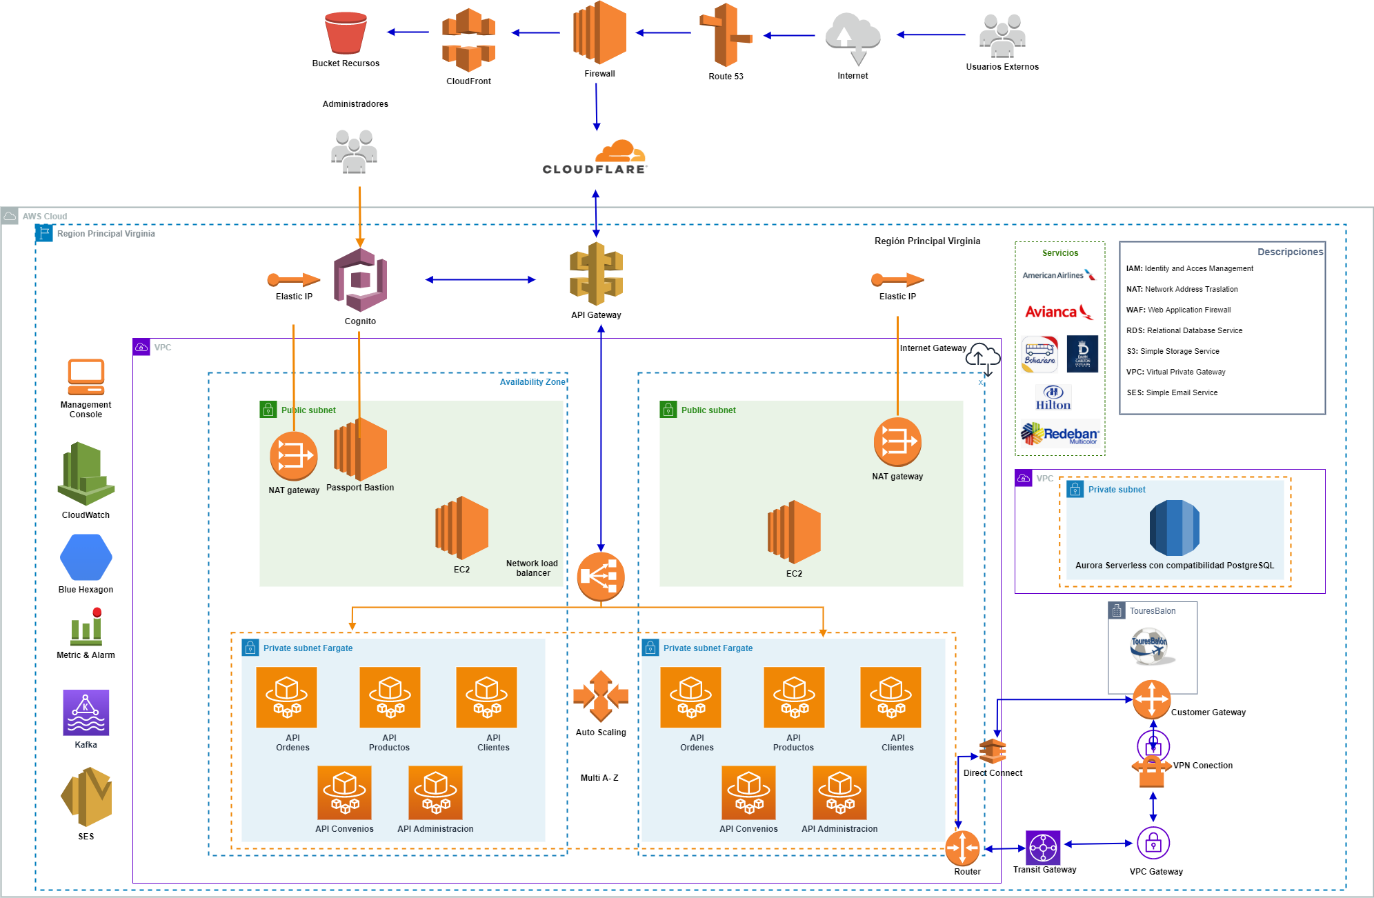 Bucket Recursos
CloudFront
Firewall
Route 53
Internet
Usuarios Externos
Administradores
CLOUDFLARE
AWS Cloud
Region Principal Virginia
Región Principal Virginia
Elastic IP
Cognito
API Gateway
Elastic IP
Servicios
American Airlines
Avianca
Bolivariano
D
Hilton
Redeban
Multicolor
Descripciones
IAM: Identity and Acces Management
NAT: Network Address Traslation
WAF: Web Application Firewall
RDS: Relational Database Service
S3: Simple Storage Service
VPC: Virtual Private Gateway
SES: Simple Email Service
VPC
Internet Gateway
Availability Zone
x
Public subnet
Public subnet
NAT gateway
Passport Bastion
NAT gateway
EC2
Network load
balancer
EC2
Management
Console
CloudWatch
Blue Hexagon
Metric & Alarm
K
Kafka
SES
VPC
Private subnet
Aurora Serverless con compatibilidad PostgreSQL
TouresBalon
TouresBalon
Private subnet Fargate
Private subnet Fargate
API
Ordenes
API
Productos
API
Clientes
Auto Scaling
API
Ordenes
API
Productos
API
Clientes
Multi A- Z
API Convenios
API Administracion
API Convenios
API Administracion
Customer Gateway
VPN Conection
Direct Connect
Router
Transit Gateway
VPC Gateway